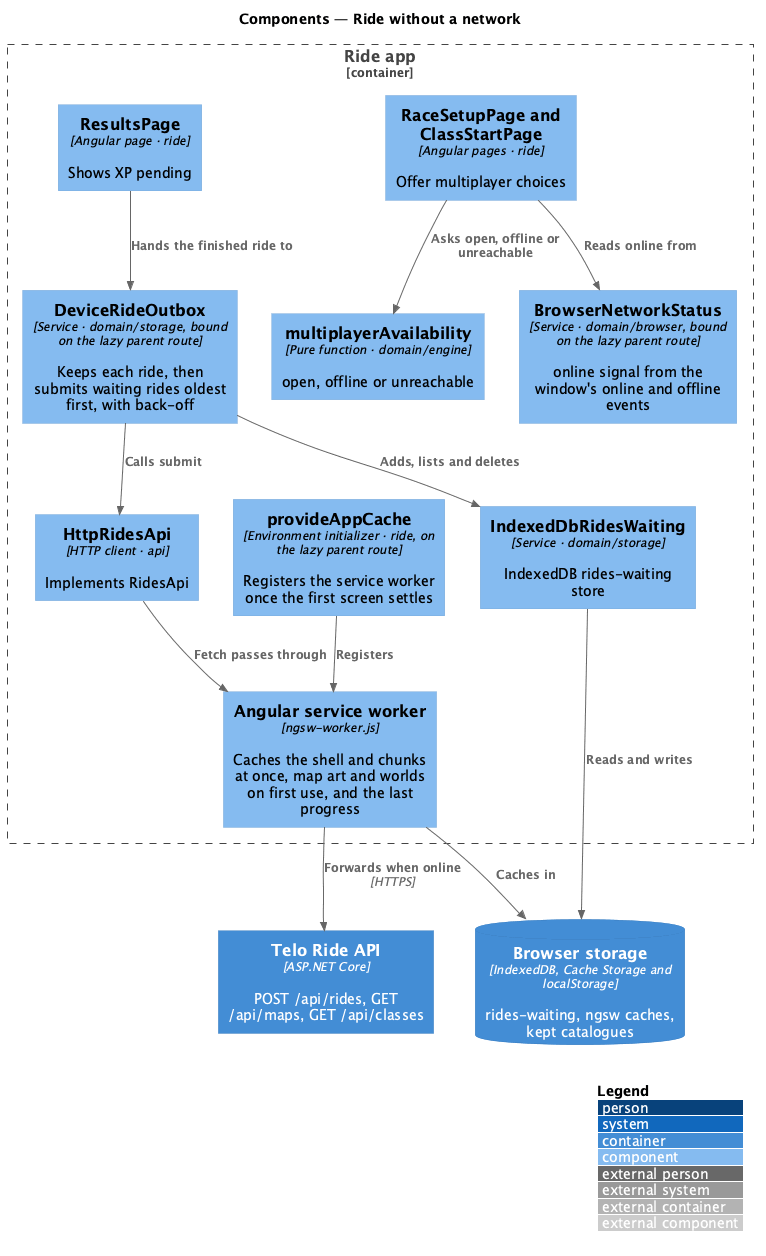 Components — Ride without a network
Ride app
[container]
ResultsPage
[Angular page · ride]
Shows XP pending
RaceSetupPage and
ClassStartPage
[Angular pages · ride]
Offer multiplayer choices
Hands the finished ride to
Asks open, offline or
unreachable
Reads online from
DeviceRideOutbox
[Service · domain/storage, bound
on the lazy parent route]
Keeps each ride, then
submits waiting rides oldest
first, with back-off
multiplayerAvailability
[Pure function · domain/engine]
open, offline or unreachable
BrowserNetworkStatus
[Service · domain/browser, bound
on the lazy parent route]
online signal from the
window's online and offline
events
Calls submit
Adds, lists and deletes
HttpRidesApi
[HTTP client · api]
Implements RidesApi
provideAppCache
[Environment initializer · ride, on
the lazy parent route]
Registers the service worker
once the first screen settles
IndexedDbRidesWaiting
[Service · domain/storage]
IndexedDB rides-waiting
store
Fetch passes through
Registers
Angular service worker
[ngsw-worker.js]
Caches the shell and chunks
at once, map art and worlds
on first use, and the last
progress
Reads and writes
Forwards when online
[HTTPS]
Caches in
Telo Ride API
[ASP.NET Core]
POST /api/rides, GET
/api/maps, GET /api/classes
Browser storage
[IndexedDB, Cache Storage and
localStorage]
rides-waiting, ngsw caches,
kept catalogues
Legend
person
system
container
component
external person
external system
external container
external component